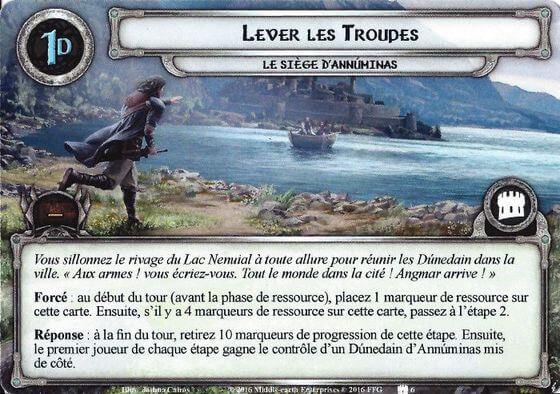 1D
LEVER LES TROUPES
LE SIÈGE D'ANNÚMINAS
Vous sillonnez le rivage du Lac Nenuial à toute allure pour réunir les Dúnedain dans la
ville. « Aux armes ! vous écriez-vous. Tout le monde dans la cité ! Angmar arrive ! »
Forcé : au début du tour (avant la phase de ressource), placez 1 marqueur de ressource sur
cette carte. Ensuite, s'il y a 4 marqueurs de ressource sur cette carte, passez à l'étape 2.
Réponse : à la fin du tour, retirez 10 marqueurs de progression de cette étape. Ensuite,
le premier joueur de chaque étape gagne le contrôle d'un Dúnedain d'Annúminas mis
de côté.
Illus. Joshua Cairos
© 2016 Middle-earth Enterprises © 2016 FFG
6